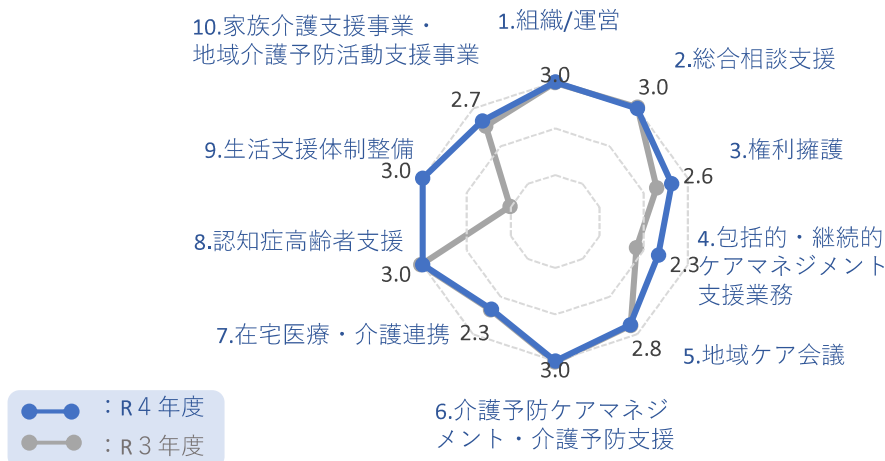 1.組織/運営
3.0
2.総合相談支援
3.0
3.権利擁護
2.6
4.包括的・継続的
ケアマネジメント
支援業務
2.3
5.地域ケア会議
2.8
6.介護予防ケアマネジ
メント・介護予防支援
3.0
7.在宅医療・介護連携
2.3
8.認知症高齢者支援
3.0
9.生活支援体制整備
3.0
10.家族介護支援事業・
地域介護予防活動支援事業
2.7
：R４年度
：R３年度